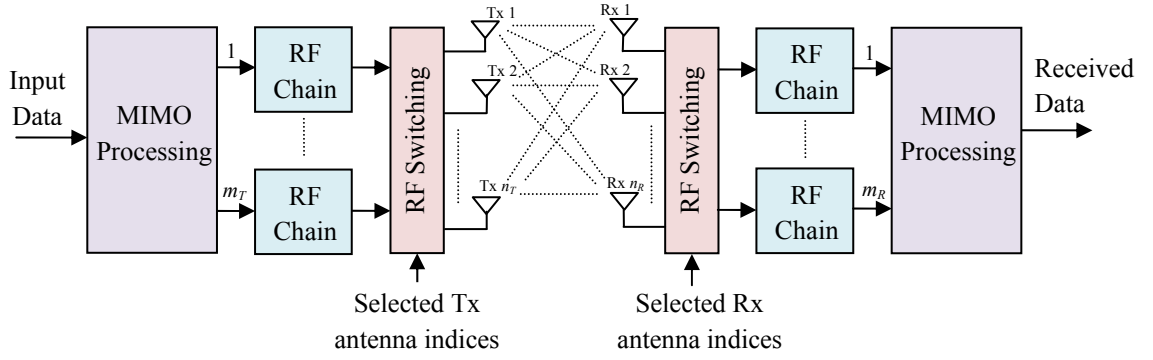 Input
Data
MIMO
Processing
1
m_T
RF
Chain
RF
Chain
RF Switching
Tx 1
Tx 2
Tx n_T
Selected Tx
antenna indices
Rx 1
Rx 2
Rx n_R
RF Switching
Selected Rx
antenna indices
RF
Chain
RF
Chain
1
m_R
MIMO
Processing
Received
Data